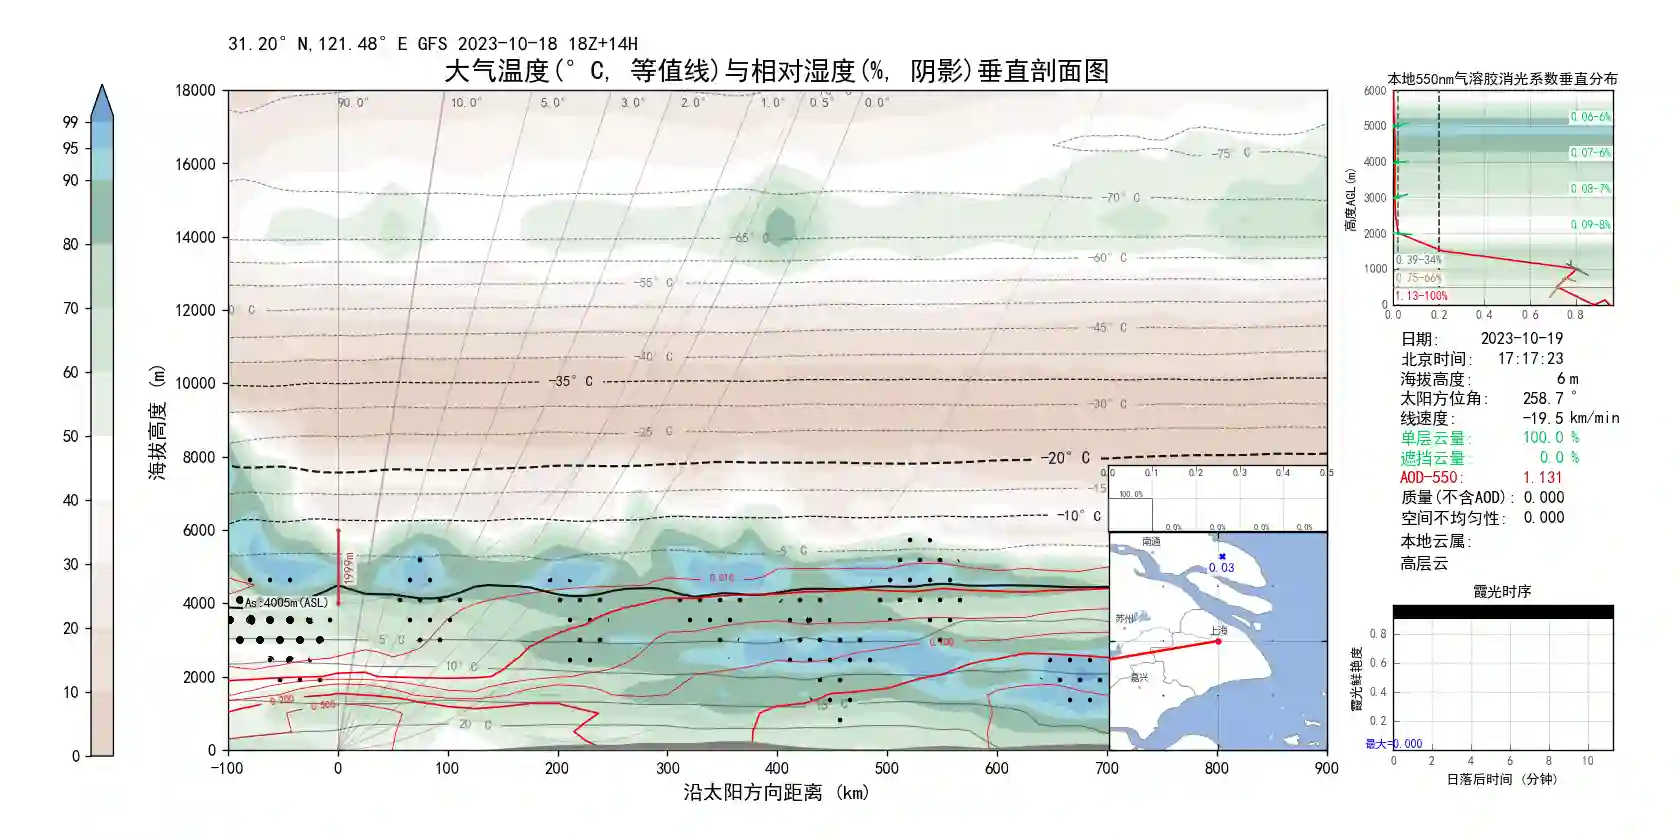 31.20°N,121.48°E GFS 2023-10-18 18Z+14H
大气温度(°C, 等值线)与相对湿度(%, 阴影)垂直剖面图
99
95
90
80
70
60
50
40
30
20
10
0
海拔高度 (m)
18000
16000
14000
12000
10000
8000
6000
4000
2000
0
90.0° 10.0° 5.0° 3.0° 2.0° 1.0° 0.5° 0.0°
-75°C
-70°C
-65°C
-60°C
-55°C
-45°C
-40°C
-35°C
-30°C
-25°C
-20°C
-15
-10°C
-5°C
5°C
10°C
15°C
20°C
1999m
As:4005m(ASL)
0.010
0.100
0.200
0.500
-100 0 100 200 300 400 500 600 700 800 900
沿太阳方向距离 (km)
0.0 0.1 0.2 0.3 0.4 0.5
100.0%
0.0% 0.0% 0.0% 0.0%
南通
0.03
苏州
上海
嘉兴
本地550nm气溶胶消光系数垂直分布
高度AGL(m)
6000
5000
4000
3000
2000
1000
0
0.06-6%
0.07-6%
0.08-7%
0.09-8%
0.39-34%
0.75-66%
1.13-100%
0.0 0.2 0.4 0.6 0.8
日期: 2023-10-19
北京时间: 17:17:23
海拔高度: 6 m
太阳方位角: 258.7 °
线速度: -19.5 km/min
单层云量: 100.0 %
遮挡云量: 0.0 %
AOD-550: 1.131
质量(不含AOD): 0.000
空间不均匀性: 0.000
本地云属:
高层云
霞光时序
霞光鲜艳度
0.8
0.6
0.4
0.2
最大=0.000
0 2 4 6 8 10
日落后时间 (分钟)